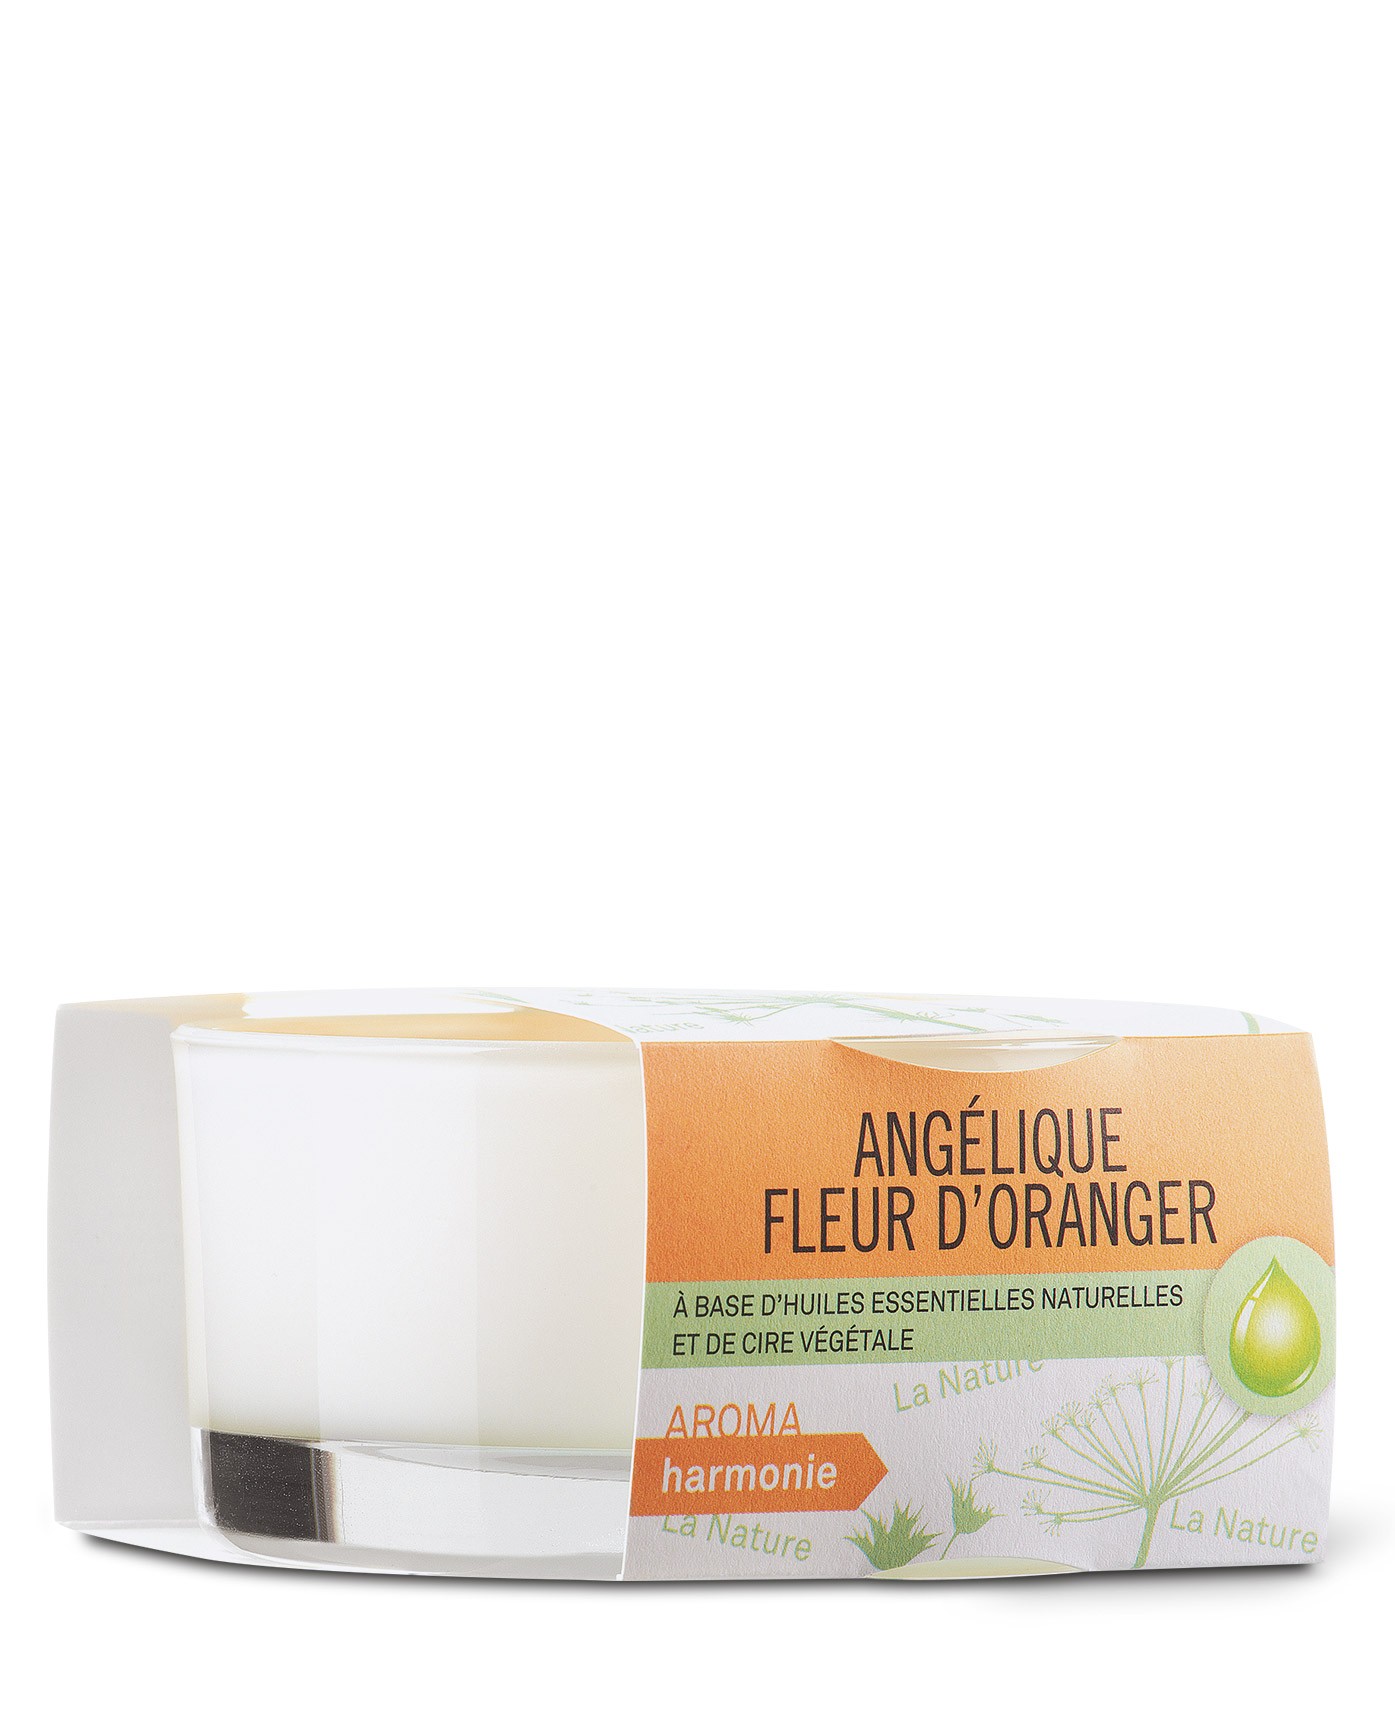 Nature
ANGÉLIQUE
FLEUR D'ORANGER
À BASE D'HUILES ESSENTIELLES NATURELLES
ET DE CIRE VÉGÉTALE
La Nature
AROMA
harmonie
La Nature
La Nature